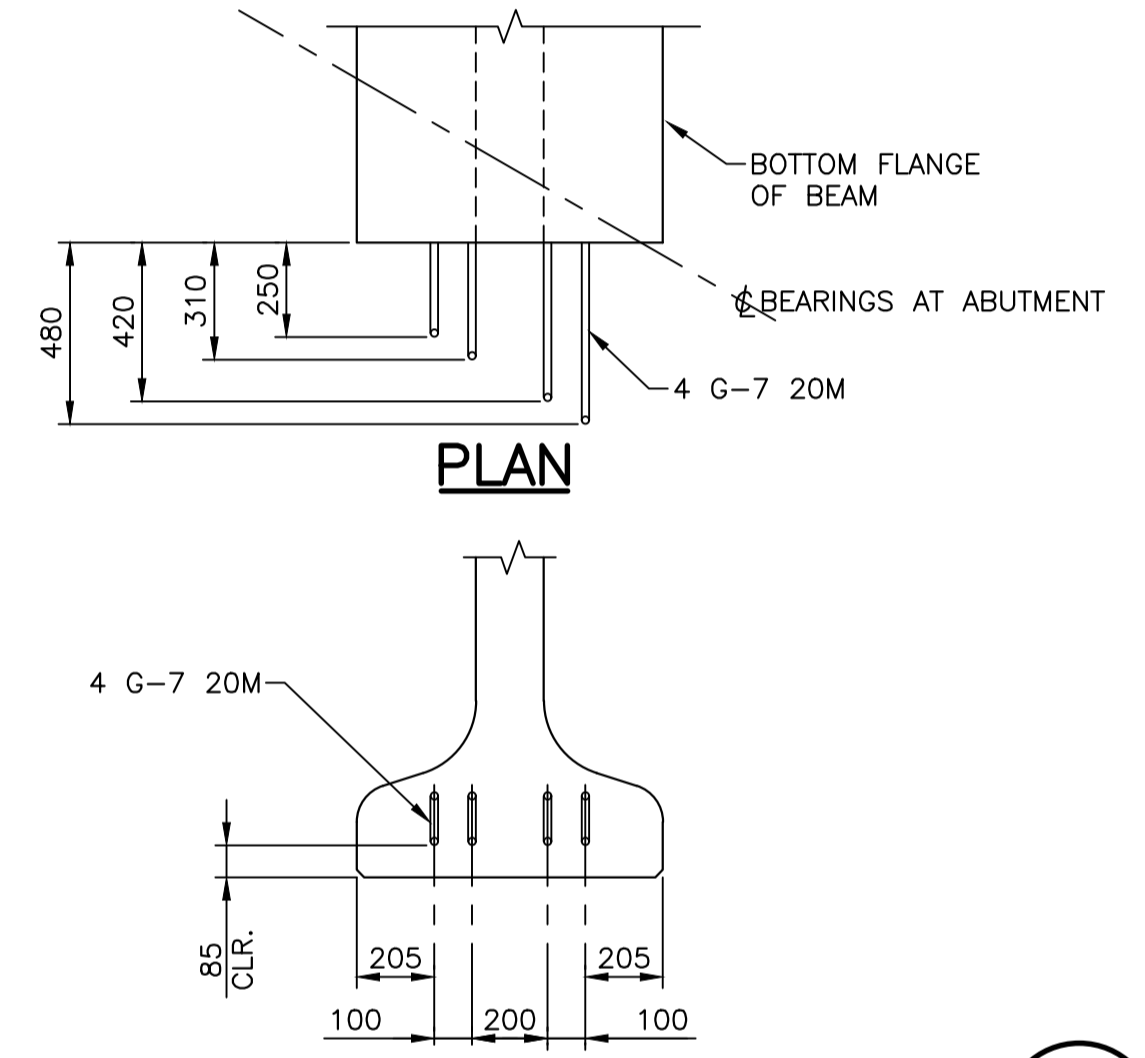 BOTTOM FLANGE
OF BEAM
℄ BEARINGS AT ABUTMENT
480
420
310
250
4 G-7 20M
PLAN
4 G-7 20M
85
CLR.
205
205
100
200
100